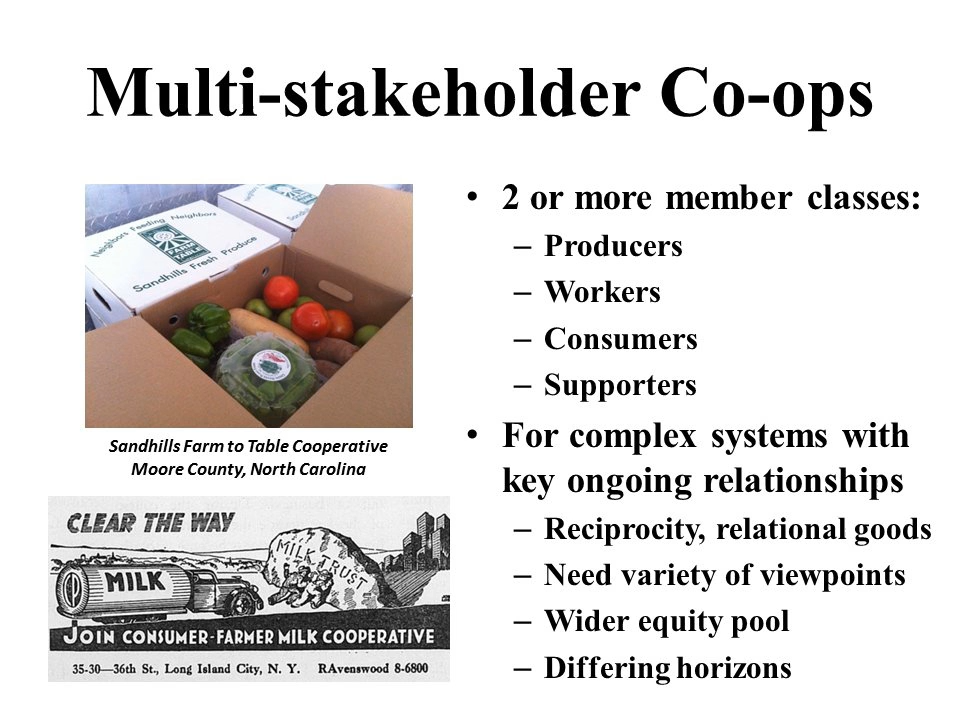 Multi-stakeholder Co-ops
Neighbors Feeding Neighbors
FARM
TABLE
Sandhills Fresh Produce
Sandhills
Sandhills Farm to Table Cooperative
Moore County, North Carolina
CLEAR THE WAY
MILK TRUST
MILK
JOIN CONSUMER-FARMER MILK COOPERATIVE
35-30—36th St., Long Island City, N. Y. RAvenswood 8-6800
• 2 or more member classes:
– Producers
– Workers
– Consumers
– Supporters
• For complex systems with
key ongoing relationships
– Reciprocity, relational goods
– Need variety of viewpoints
– Wider equity pool
– Differing horizons